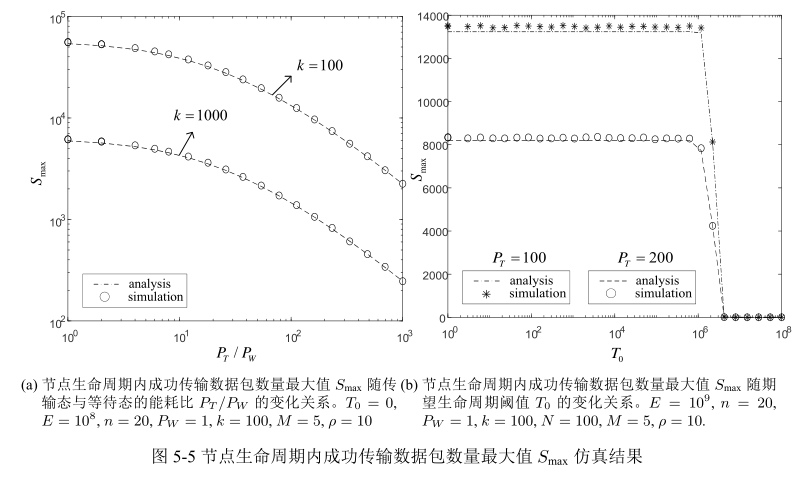 10^5
10^4
10^3
10^2
S_max
k = 100
k = 1000
analysis
simulation
10^0 10^1 10^2 10^3
P_T / P_W
14000
12000
10000
8000
6000
4000
2000
0
S_max
P_T = 100 P_T = 200
analysis analysis
simulation simulation
10^0 10^2 10^4 10^6 10^8
T_0
(a) 节点生命周期内成功传输数据包数量最大值 S_max 随传
输态与等待态的能耗比 P_T/P_W 的变化关系。T_0 = 0,
E = 10^8, n = 20, P_W = 1, k = 100, M = 5, ρ = 10
(b) 节点生命周期内成功传输数据包数量最大值 S_max 随期
望生命周期阈值 T_0 的变化关系。E = 10^9, n = 20,
P_W = 1, k = 100, N = 100, M = 5, ρ = 10.
图 5-5 节点生命周期内成功传输数据包数量最大值 S_max 仿真结果